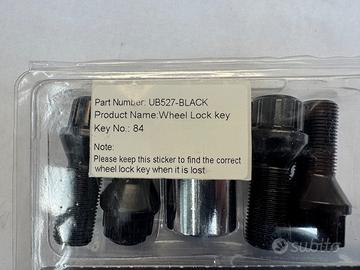 Part Number: UB527-BLACK
Product Name:Wheel Lock key
Key No.: 84
Note:
Please keep this sticker to find the correct
wheel lock key when it is lost
subito